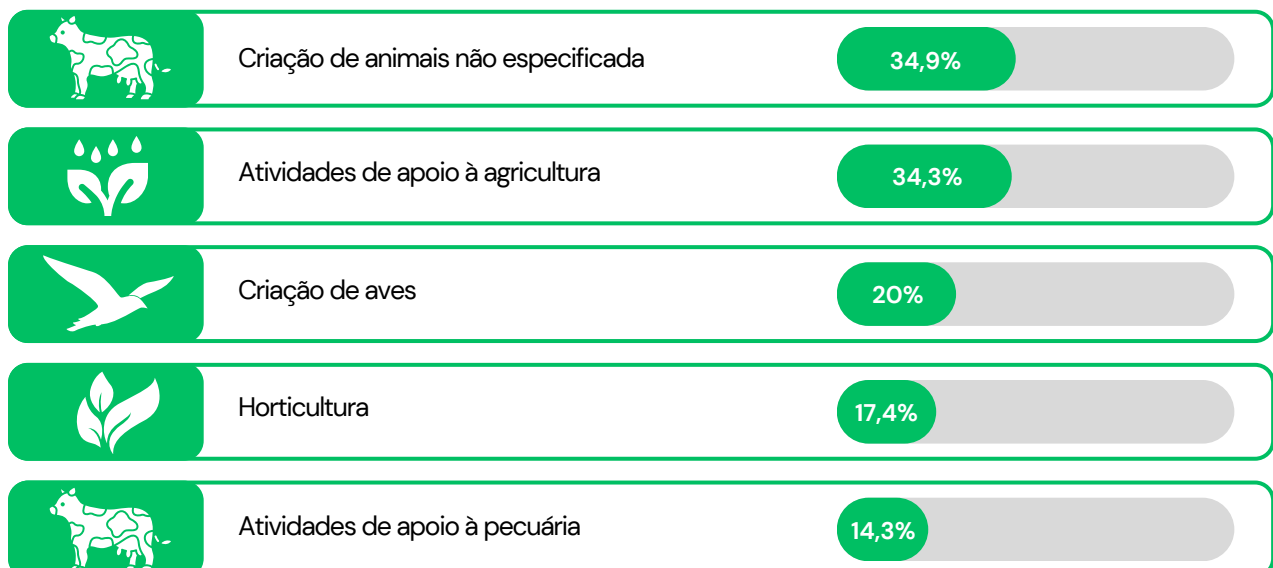 Criação de animais não especificada
34,9%
Atividades de apoio à agricultura
34,3%
Criação de aves
20%
Horticultura
17,4%
Atividades de apoio à pecuária
14,3%